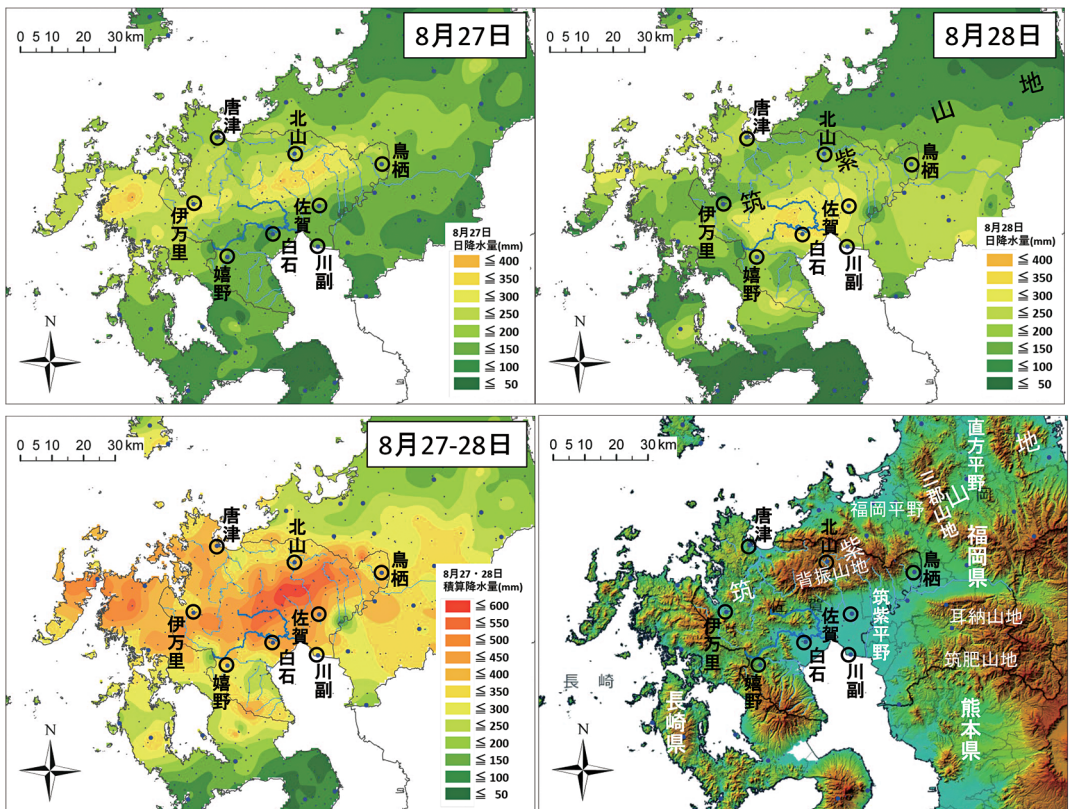 0 5 10 15 30 km
8月27日
唐津
北山
鳥栖
伊万里
佐賀
白石
川副
嬉野
N
8月27日
日降水量(mm)
≦ 400
≦ 350
≦ 300
≦ 250
≦ 200
≦ 150
≦ 100
≦ 50
0 5 10 15 30 km
8月28日
筑紫山地
唐津
北山
鳥栖
伊万里
佐賀
白石
川副
嬉野
N
8月28日
日降水量(mm)
≦ 400
≦ 350
≦ 300
≦ 250
≦ 200
≦ 150
≦ 100
≦ 50
0 5 10 15 30 km
8月27-28日
唐津
北山
鳥栖
伊万里
佐賀
白石
川副
嬉野
N
8月27・28日
積算降水量(mm)
≦ 600
≦ 550
≦ 500
≦ 450
≦ 400
≦ 350
≦ 300
≦ 250
≦ 200
≦ 150
≦ 100
≦ 50
0 5 10 15 30 km
直方平野
筑紫山地
三郡山地
福岡平野
福岡県
唐津
北山
背振山地
鳥栖
筑紫平野
耳納山地
筑肥山地
伊万里
佐賀
白石
川副
嬉野
長崎
長崎県
熊本県
N